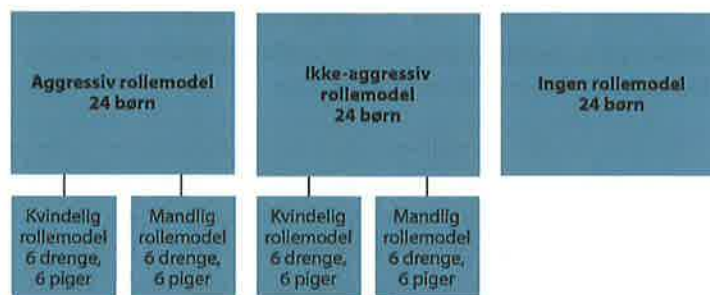 Aggressiv rollemodel
24 børn
Ikke-aggressiv
rollemodel
24 børn
Ingen rollemodel
24 børn
Kvindelig
rollemodel
6 drenge,
6 piger
Mandlig
rollemodel
6 drenge,
6 piger
Kvindelig
rollemodel
6 drenge,
6 piger
Mandlig
rollemodel
6 drenge,
6 piger